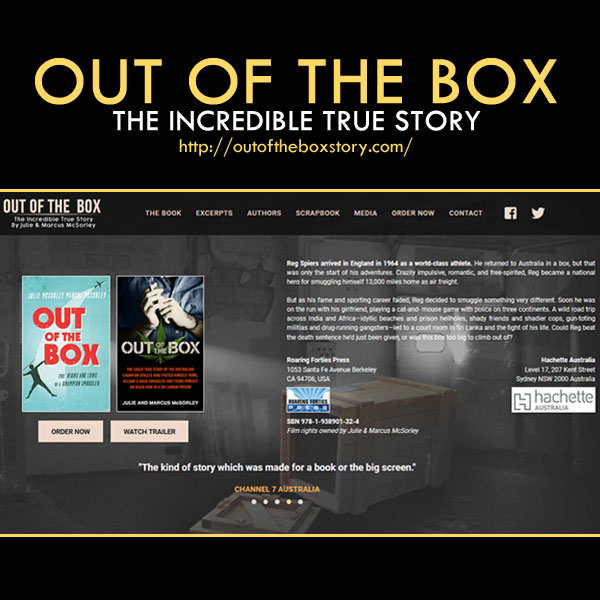 OUT OF THE BOX
THE INCREDIBLE TRUE STORY
http://outoftheboxstory.com/
OUT OF THE BOX
The Incredible True Story
By Julie & Marcus McSorley
THE BOOK EXCERPTS AUTHORS SCRAPBOOK MEDIA ORDER NOW CONTACT
Reg Spiers arrived in England in 1964 as a world-class athlete. He returned to Australia in a box, but that
was only the start of his adventures. Crazily impulsive, romantic, and free-spirited, Reg became a national
hero for smuggling himself 13,000 miles home as air freight.
But as his fame and sporting career faded, Reg decided to smuggle something very different. Soon he was
on the run with his girlfriend, playing a cat-and- mouse game with police on three continents. A wild road trip
across India and Africa—idyllic beaches and prison hellholes, shady friends and shadier cops, gun-toting
militias and drug-running gangsters—led to a court room in Sri Lanka and the fight of his life. Could Reg beat
the death sentence he'd just been given, or was this box too big to climb out of?
JULIE MCSORLEY MARCUS MCSORLEY
OUT
OF THE
BOX
THE HIGHS AND LOWS
OF A CHAMPION SMUGGLER
OUT OF THE BOX
THE CRAZY TRUE STORY OF THE AUSTRALIAN
CHAMPION ATHLETE WHO POSTED HIMSELF HOME,
BECAME A DRUG SMUGGLER AND FOUND HIMSELF
ON DEATH ROW IN A SRI LANKAN PRISON
JULIE AND MARCUS McSORLEY
ORDER NOW WATCH TRAILER
Roaring Forties Press
1053 Santa Fe Avenue Berkeley
CA 94706, USA
ROARING FORTIES
PRESS
SBN 978-1-938901-32-4
Film rights owned by Julie & Marcus McSorley
Hachette Australia
Level 17, 207 Kent Street
Sydney NSW 2000 Australia
hachette
AUSTRALIA
"The kind of story which was made for a book or the big screen."
CHANNEL 7 AUSTRALIA